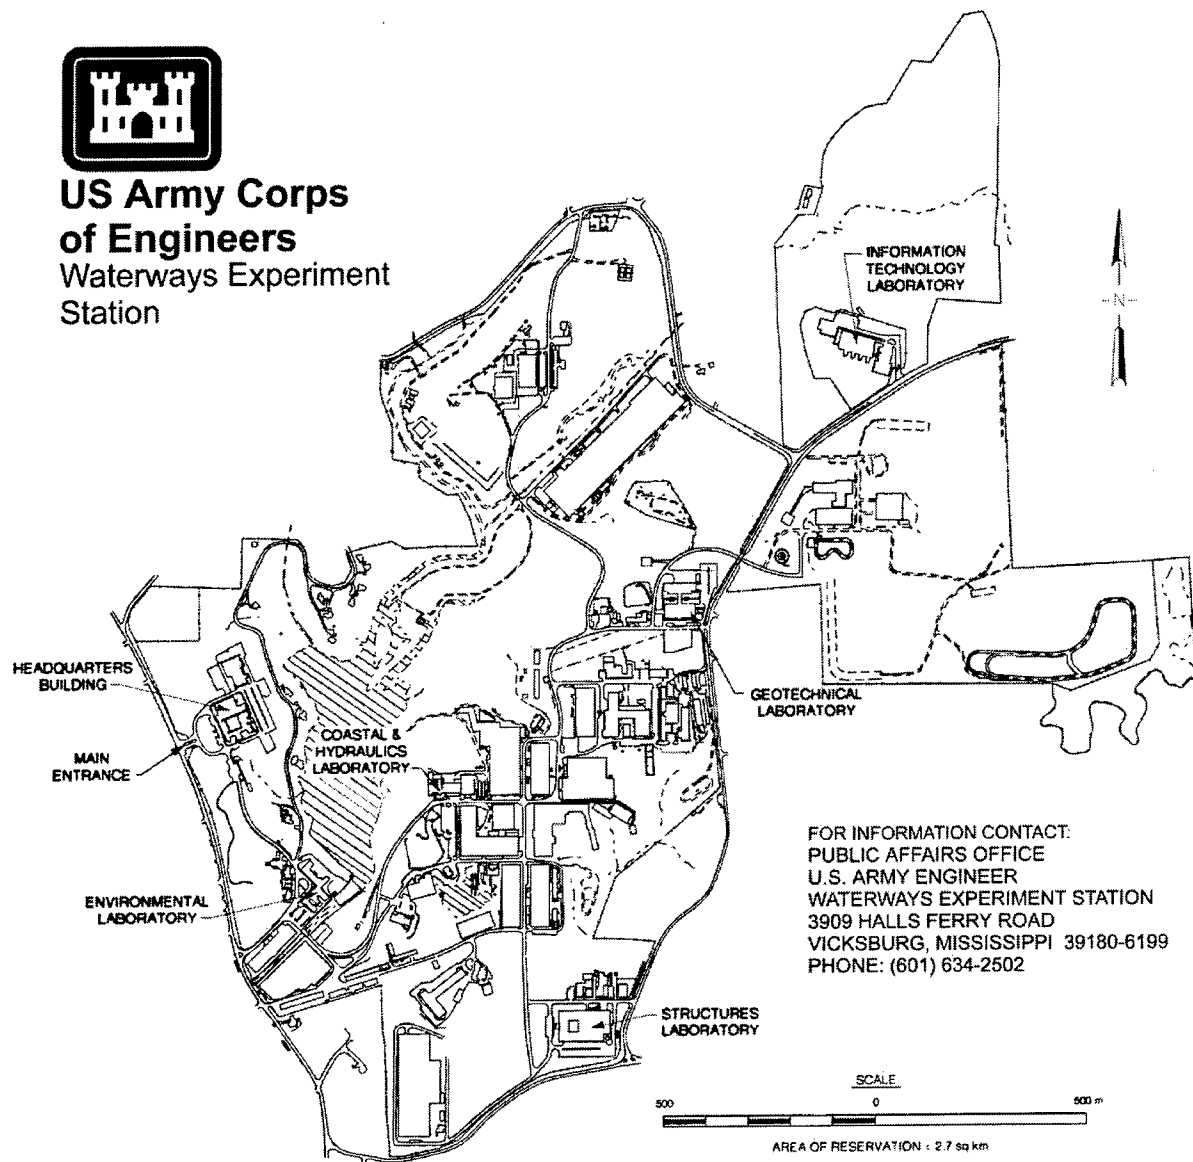 US Army Corps
of Engineers
Waterways Experiment
Station
INFORMATION
TECHNOLOGY
LABORATORY
N
HEADQUARTERS
BUILDING
MAIN
ENTRANCE
COASTAL &
HYDRAULICS
LABORATORY
GEOTECHNICAL
LABORATORY
ENVIRONMENTAL
LABORATORY
STRUCTURES
LABORATORY
FOR INFORMATION CONTACT:
PUBLIC AFFAIRS OFFICE
U.S. ARMY ENGINEER
WATERWAYS EXPERIMENT STATION
3909 HALLS FERRY ROAD
VICKSBURG, MISSISSIPPI 39180-6199
PHONE: (601) 634-2502
SCALE
500 0 500 m
AREA OF RESERVATION : 2.7 sq km